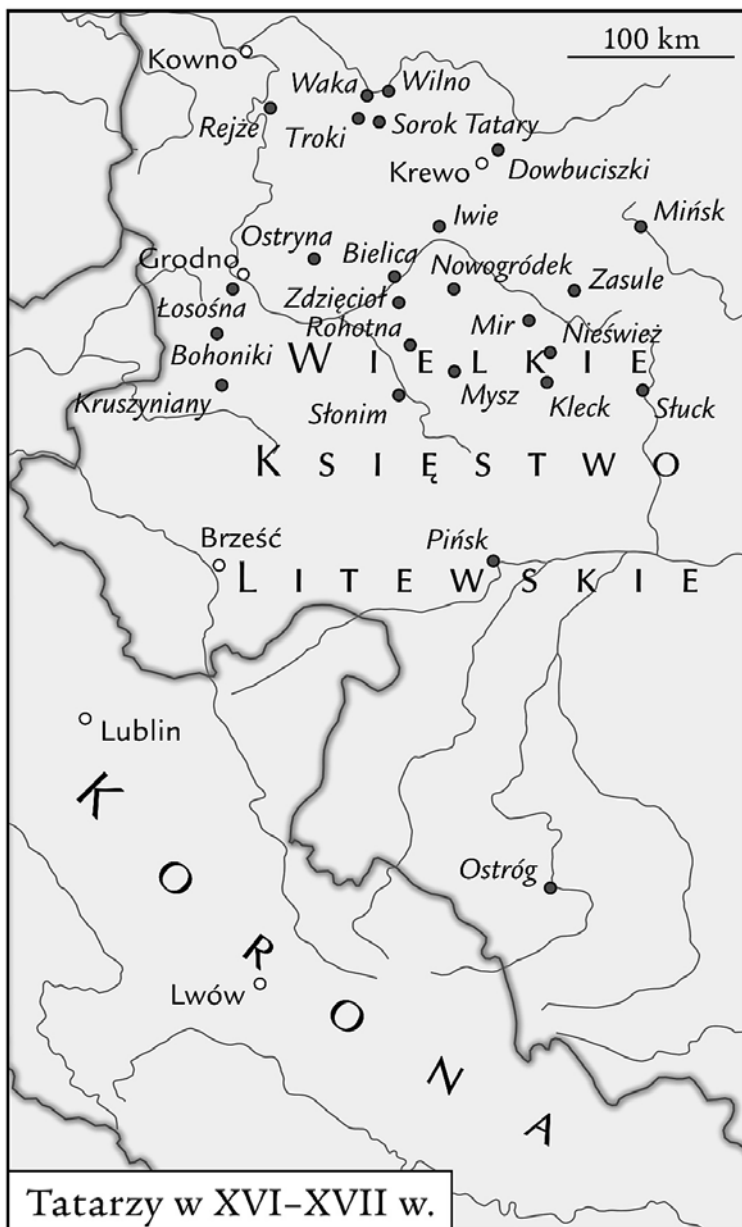 100 km
Kowno
Waka
Wilno
Rejże
Troki
Sorok Tatary
Krewo
Dowbuciszki
Iwie
Mińsk
Ostryna
Grodno
Bielica
Nowogródek
Zasule
Łosośna
Zdzięcioł
Rohotna
Mir
Nieśwież
Bohoniki
WIELKIE
Kruszyniany
Słonim
Mysz
Kleck
Słuck
KSIĘSTWO
Brześć
Pińsk
LITEWSKIE
Lublin
KORONA
Ostróg
Lwów
Tatarzy w XVI–XVII w.